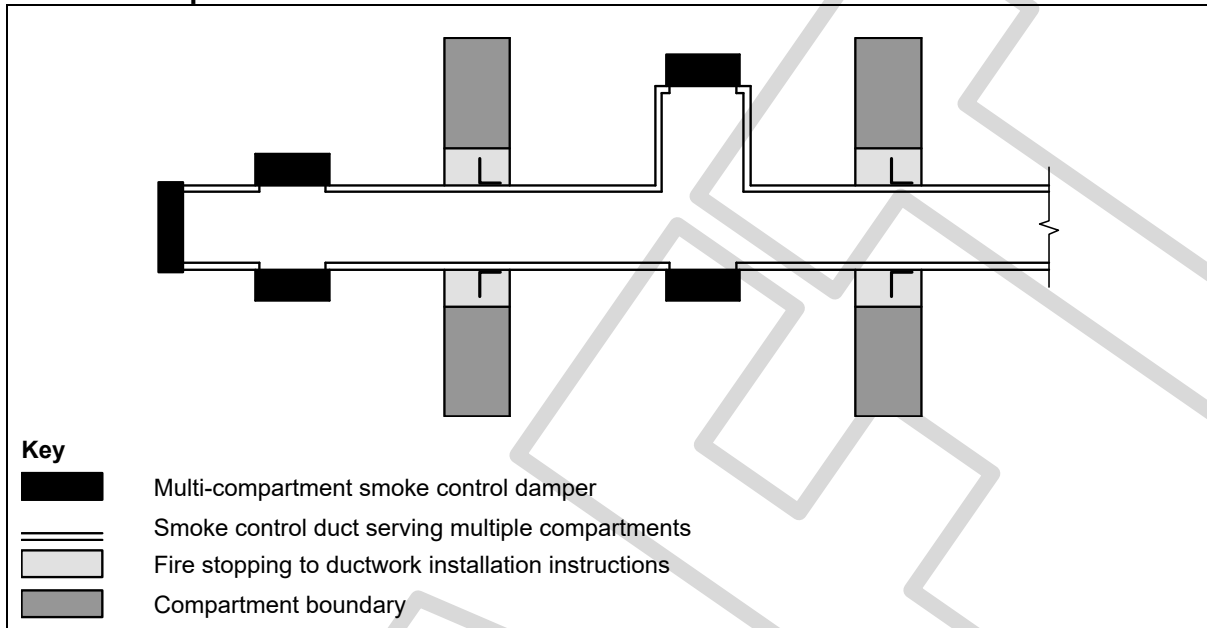 Key
Multi-compartment smoke control damper
Smoke control duct serving multiple compartments
Fire stopping to ductwork installation instructions
Compartment boundary